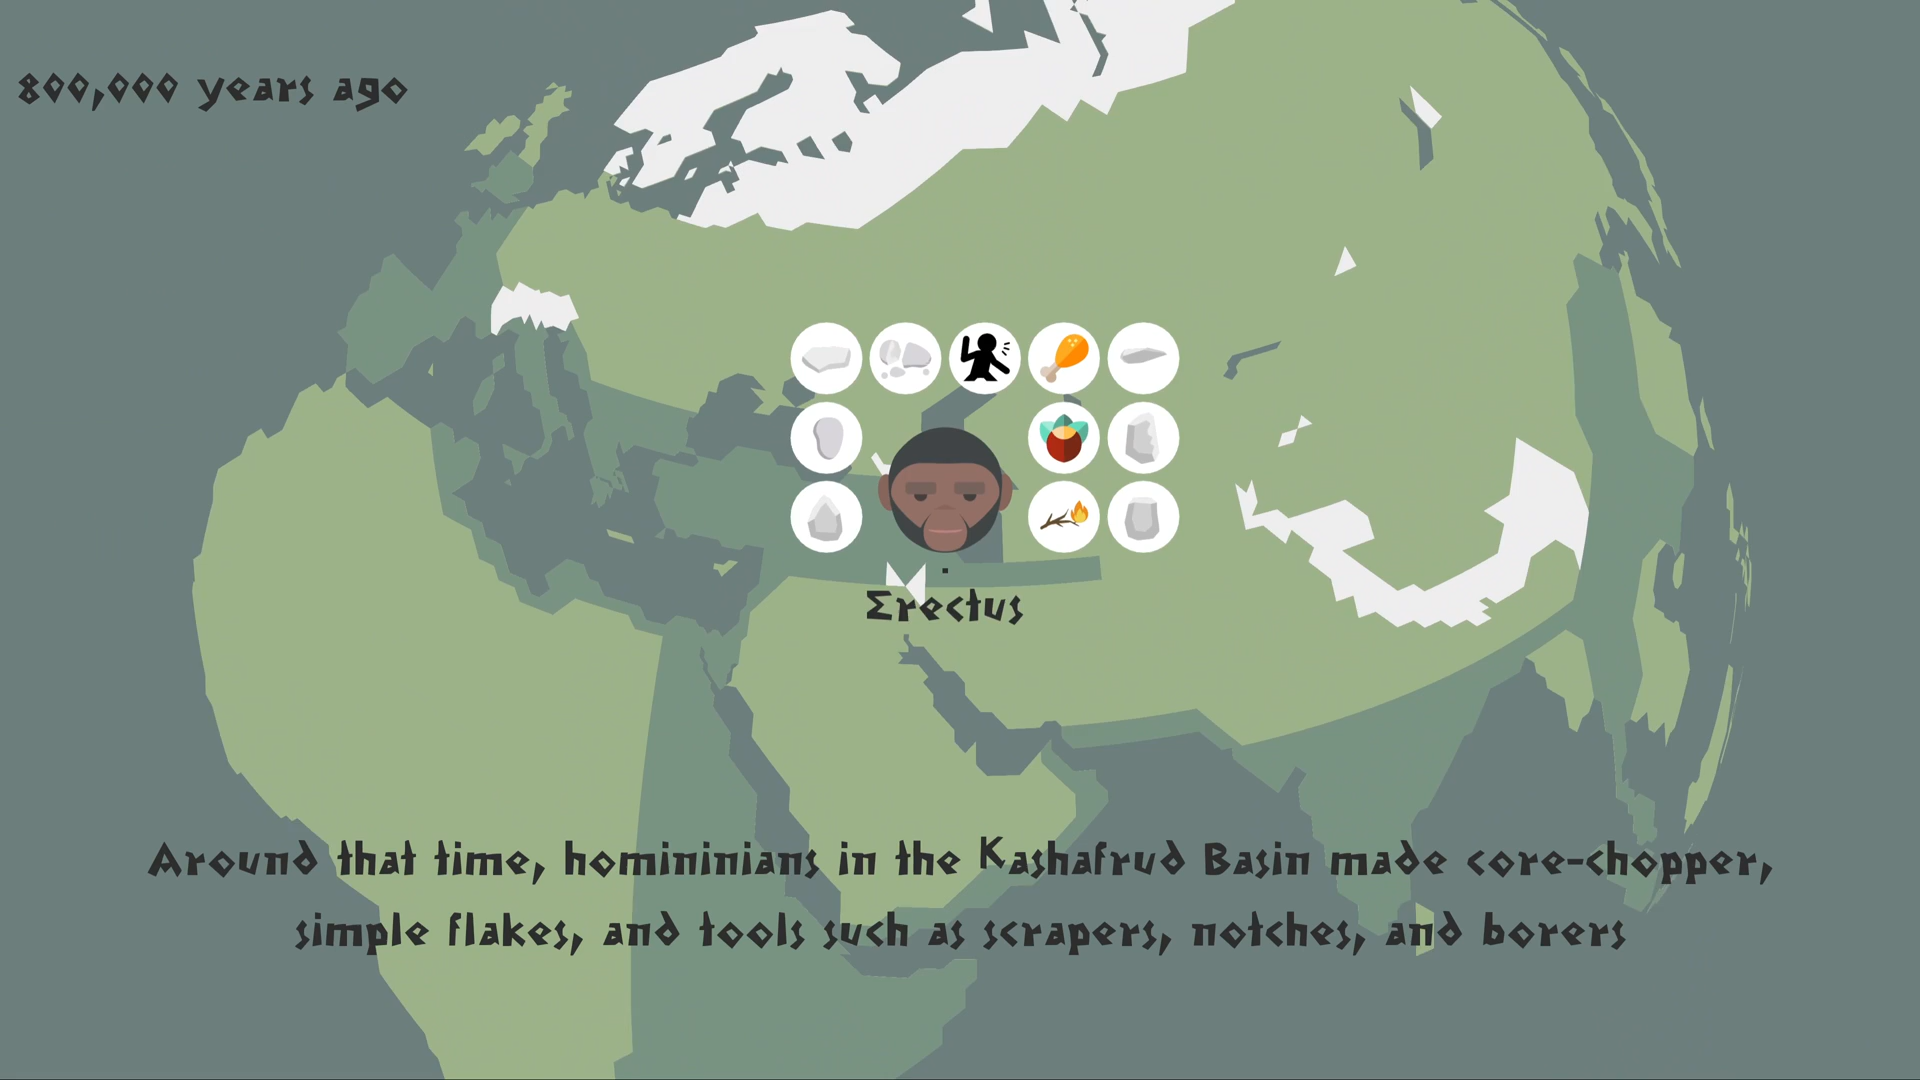 800,000 years ago
Erectus
Around that time, homininians in the Kashafrud Basin made core-chopper,
simple flakes, and tools such as scrapers, notches, and borers